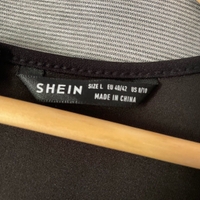 SHEIN SIZE L EU 40/42 US 8/10
MADE IN CHINA